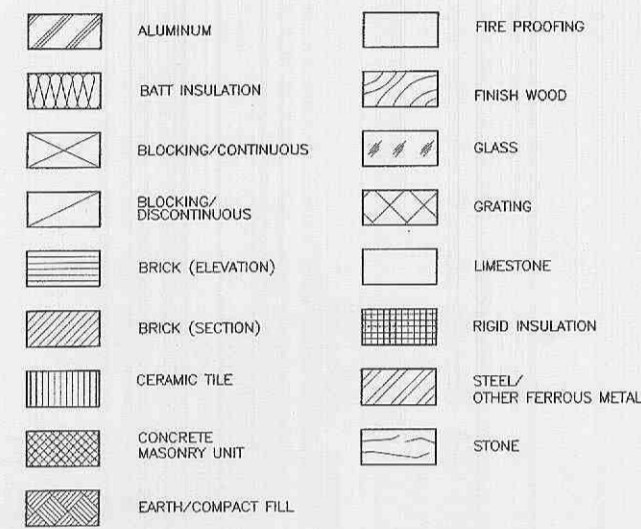 ALUMINUM
BATT INSULATION
BLOCKING/CONTINUOUS
BLOCKING/
DISCONTINUOUS
BRICK (ELEVATION)
BRICK (SECTION)
CERAMIC TILE
CONCRETE
MASONRY UNIT
EARTH/COMPACT FILL
FIRE PROOFING
FINISH WOOD
GLASS
GRATING
LIMESTONE
RIGID INSULATION
STEEL/
OTHER FERROUS METAL
STONE